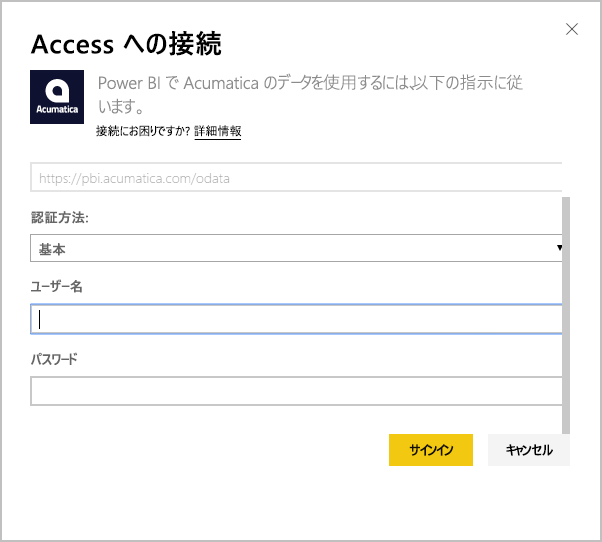 Access への接続
Acumatica
Power BI で Acumatica のデータを使用するには、以下の指示に従
います。
接続にお困りですか? 詳細情報
https://pbi.acumatica.com/odata
認証方法:
基本
ユーザー名
パスワード
サインイン キャンセル